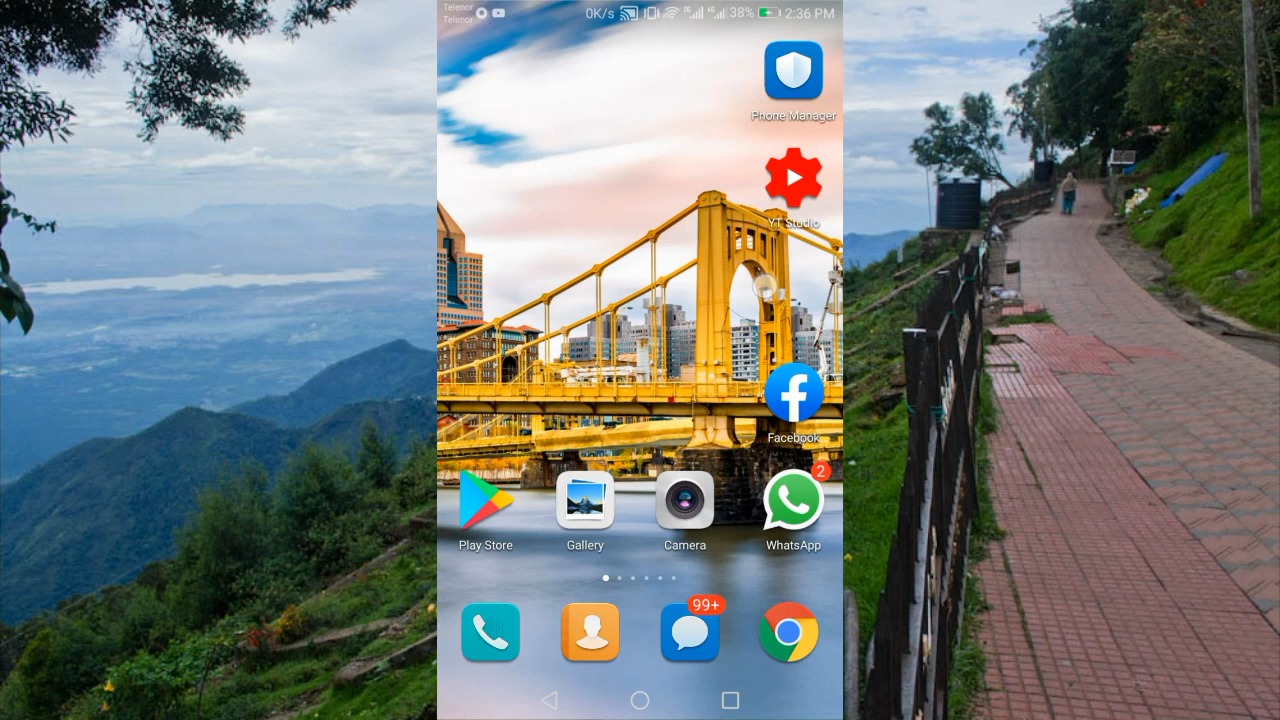 Telenor
Telenor
0K/s 38% 2:36 PM
Phone Manager
YT Studio
Facebook
2
Play Store Gallery Camera WhatsApp
99+